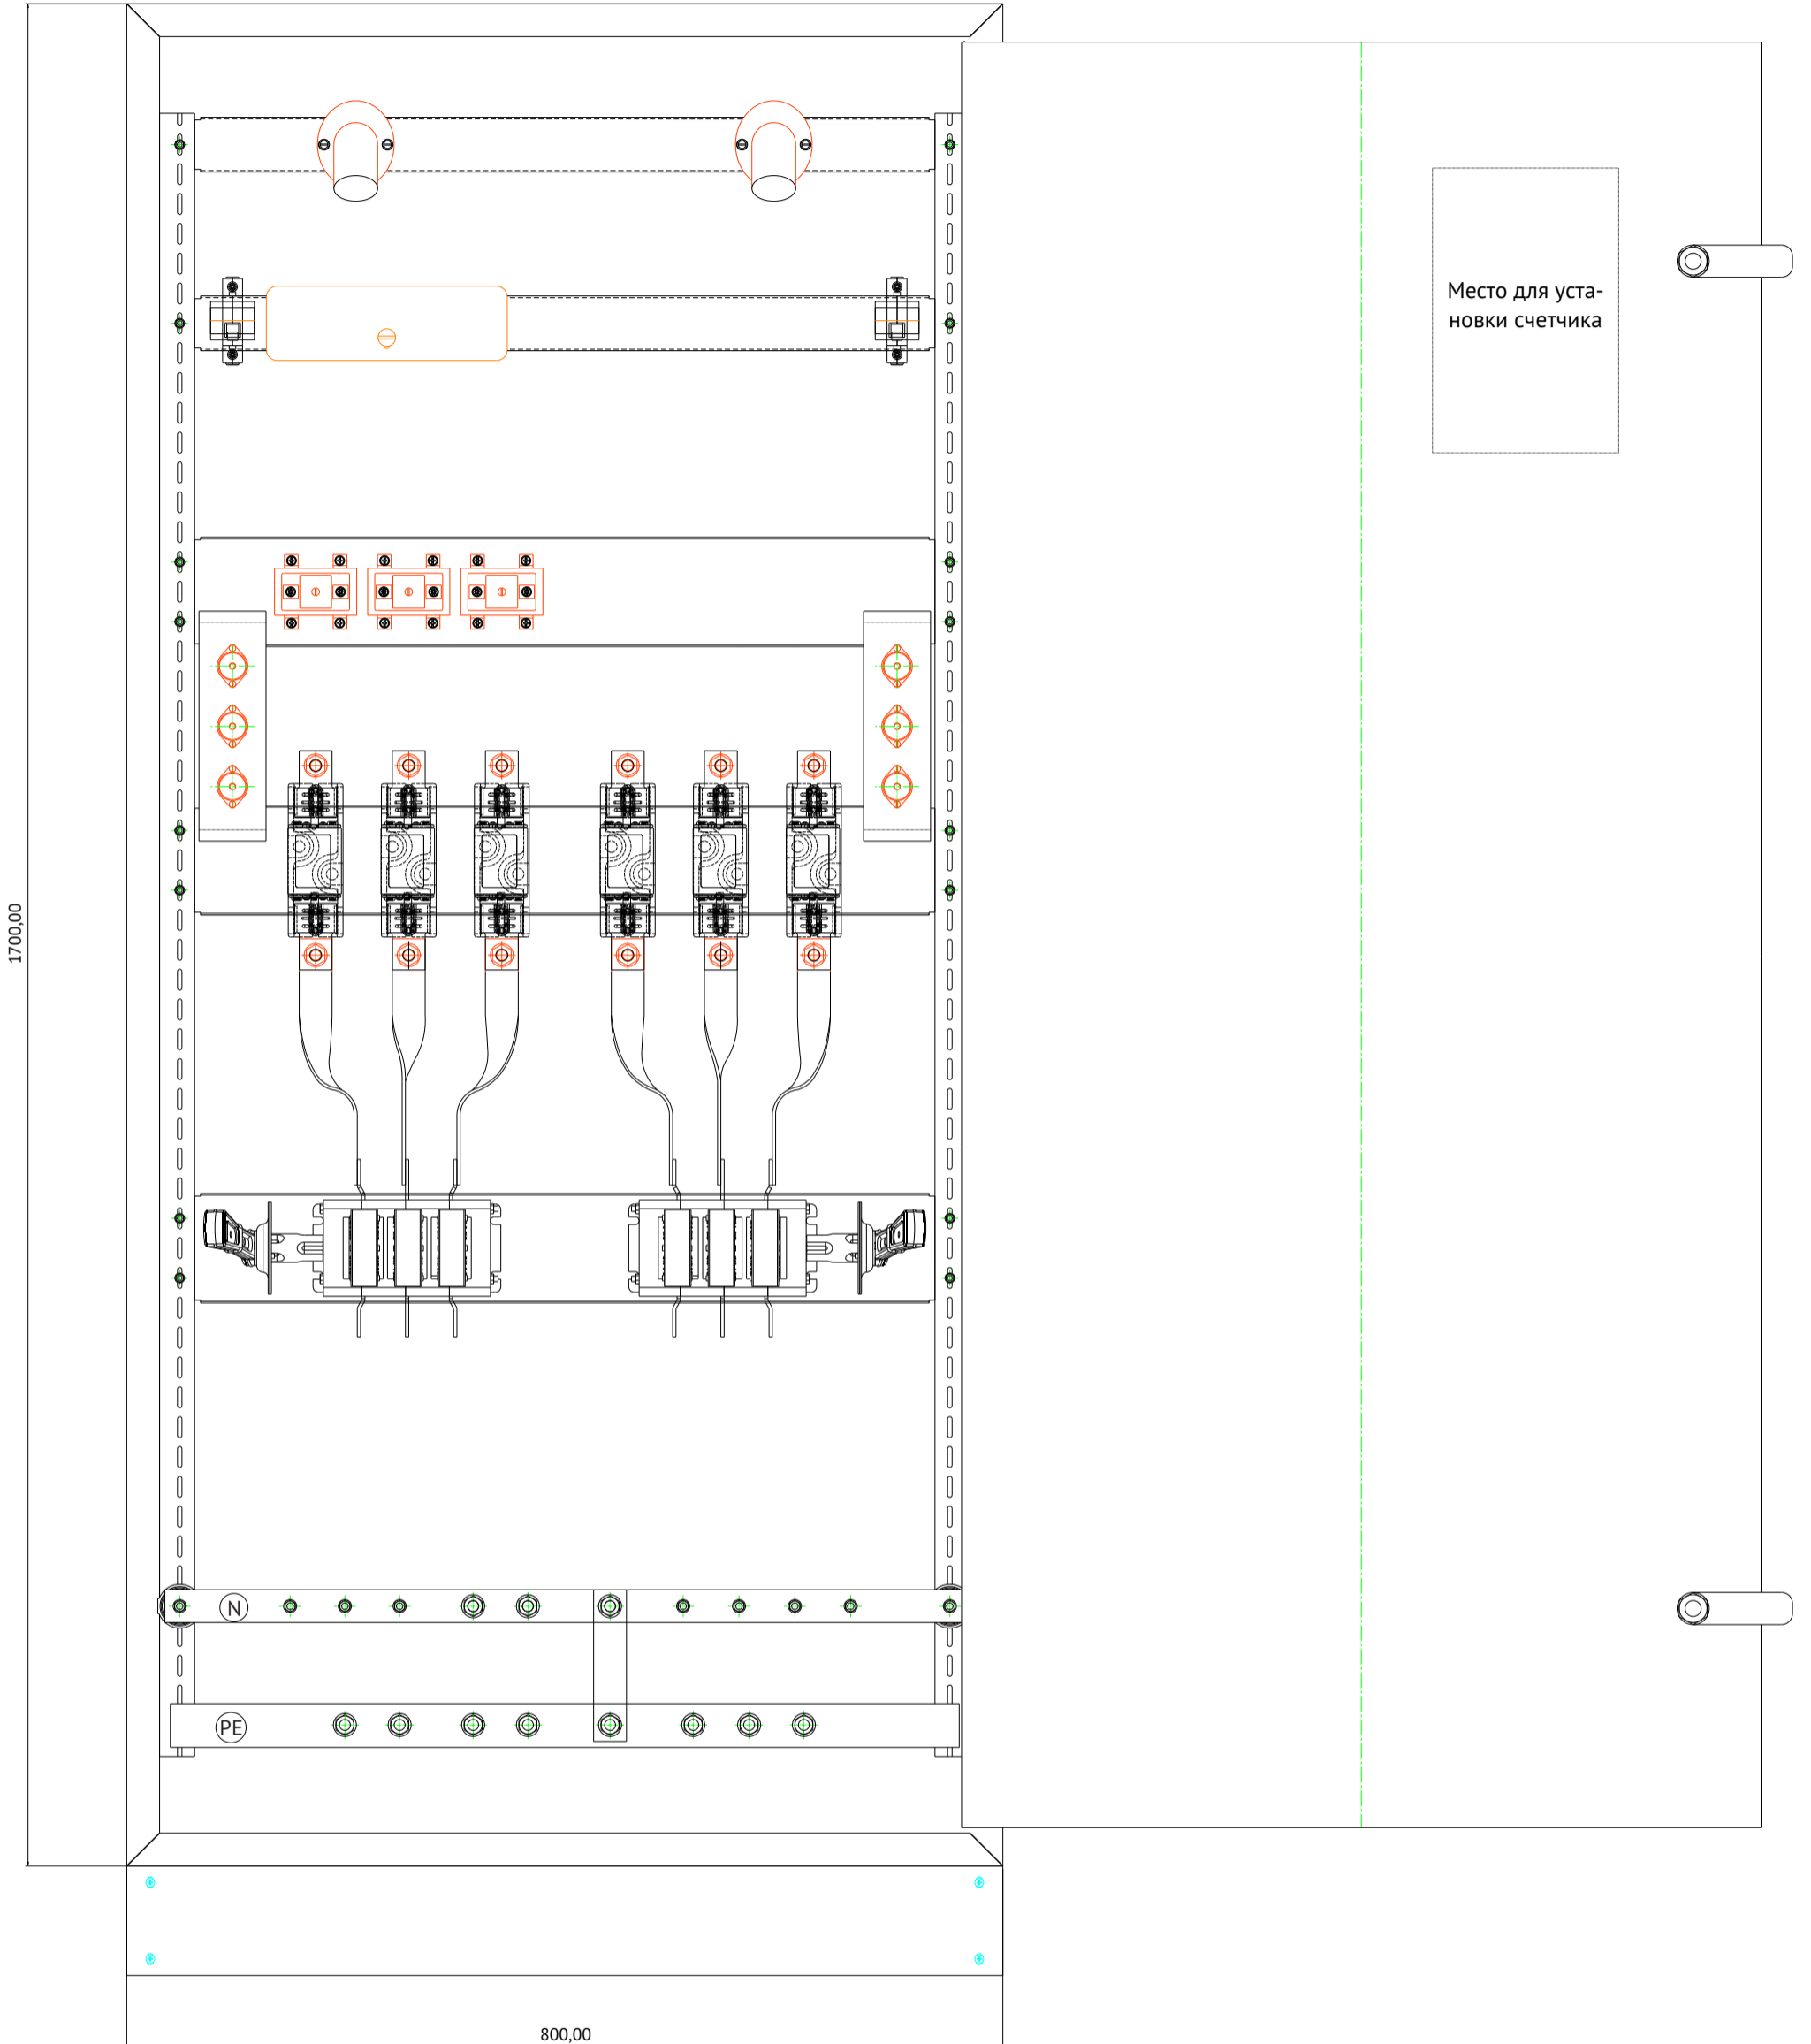 Место для уста-
новки счетчика
1700,00
N
PE
800,00